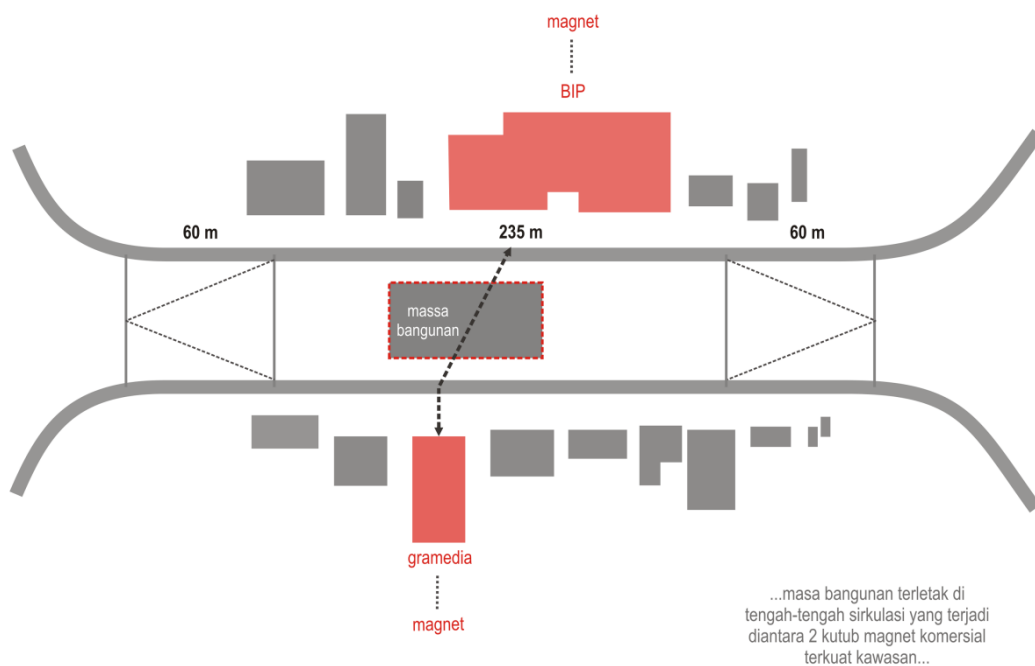 magnet
BIP
60 m
235 m
60 m
massa
bangunan
gramedia
magnet
...masa bangunan terletak di
tengah-tengah sirkulasi yang terjadi
diantara 2 kutub magnet komersial
terkuat kawasan...